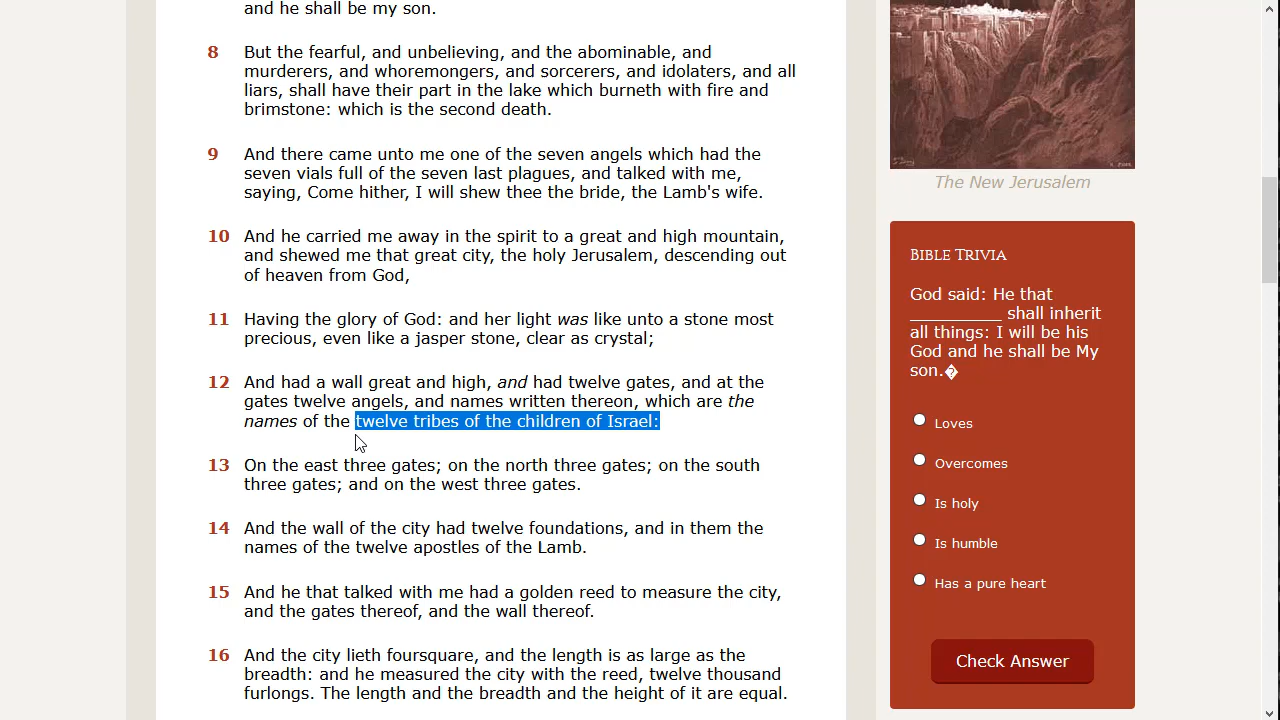 and he shall be my son.
8 But the fearful, and unbelieving, and the abominable, and
murderers, and whoremongers, and sorcerers, and idolaters, and all
liars, shall have their part in the lake which burneth with fire and
brimstone: which is the second death.
9 And there came unto me one of the seven angels which had the
seven vials full of the seven last plagues, and talked with me,
saying, Come hither, I will shew thee the bride, the Lamb's wife.
10 And he carried me away in the spirit to a great and high mountain,
and shewed me that great city, the holy Jerusalem, descending out
of heaven from God,
11 Having the glory of God: and her light was like unto a stone most
precious, even like a jasper stone, clear as crystal;
12 And had a wall great and high, and had twelve gates, and at the
gates twelve angels, and names written thereon, which are the
names of the twelve tribes of the children of Israel:
13 On the east three gates; on the north three gates; on the south
three gates; and on the west three gates.
14 And the wall of the city had twelve foundations, and in them the
names of the twelve apostles of the Lamb.
15 And he that talked with me had a golden reed to measure the city,
and the gates thereof, and the wall thereof.
16 And the city lieth foursquare, and the length is as large as the
breadth: and he measured the city with the reed, twelve thousand
furlongs. The length and the breadth and the height of it are equal.
The New Jerusalem
Bible Trivia
God said: He that
___________ shall inherit
all things: I will be his
God and he shall be My
son.�
Loves
Overcomes
Is holy
Is humble
Has a pure heart
Check Answer